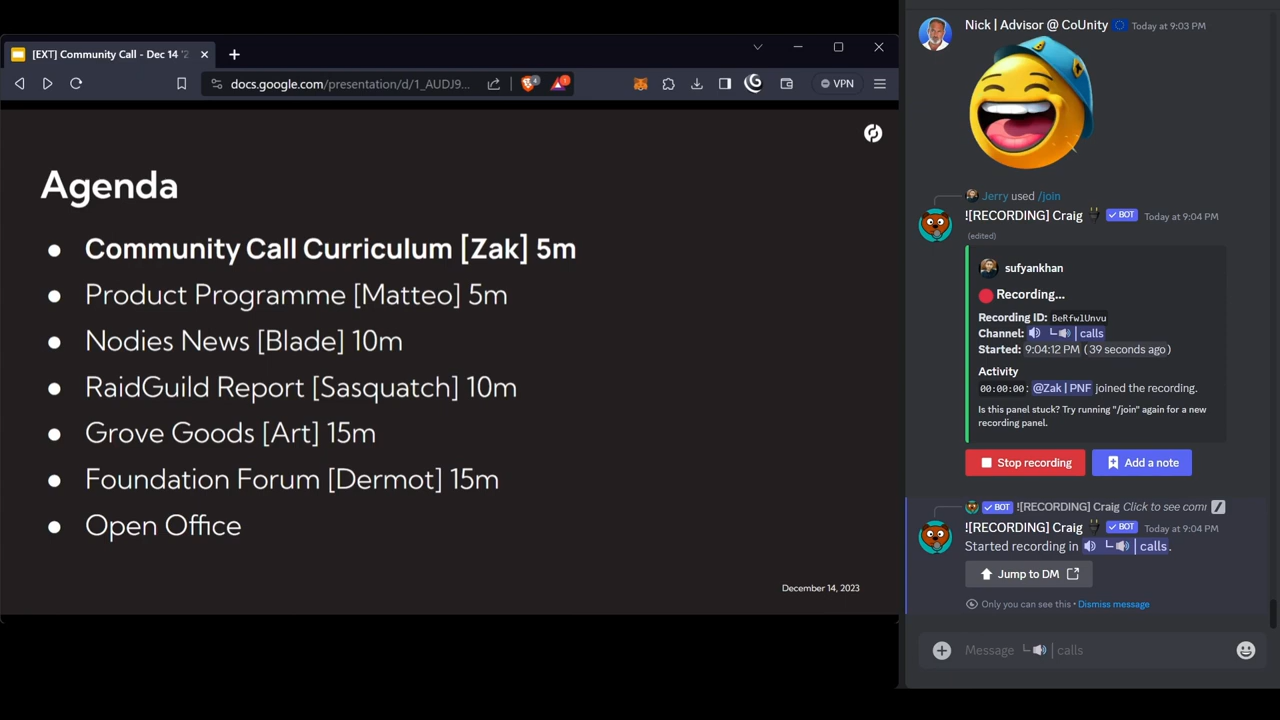 [EXT] Community Call - Dec 14 '2
docs.google.com/presentation/d/1_AUDJ9...
4
1
VPN
Agenda
● Community Call Curriculum [Zak] 5m
● Product Programme [Matteo] 5m
● Nodies News [Blade] 10m
● RaidGuild Report [Sasquatch] 10m
● Grove Goods [Art] 15m
● Foundation Forum [Dermot] 15m
● Open Office
December 14, 2023
Nick | Advisor @ CoUnity Today at 9:03 PM
Jerry used /join
![RECORDING] Craig BOT Today at 9:04 PM
(edited)
sufyankhan
Recording...
Recording ID: BeRfwlUnvu
Channel: | calls
Started: 9:04:12 PM (39 seconds ago)
Activity
00:00:00: @Zak | PNF joined the recording.
Is this panel stuck? Try running "/join" again for a new
recording panel.
Stop recording
Add a note
BOT ![RECORDING] Craig Click to see com
![RECORDING] Craig BOT Today at 9:04 PM
Started recording in | calls.
Jump to DM
Only you can see this • Dismiss message
Message | calls